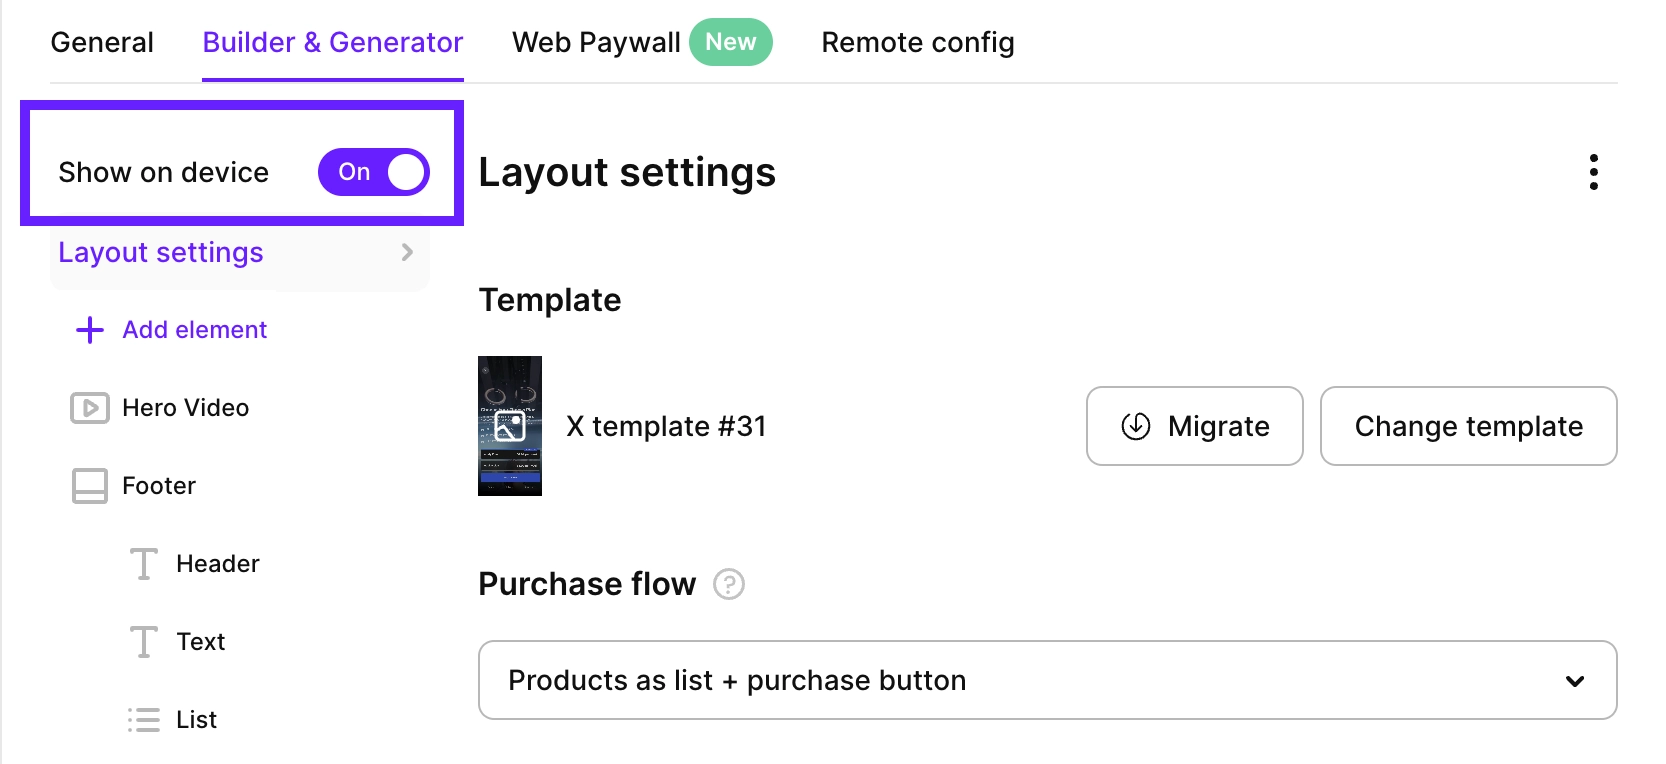 General Builder & Generator Web Paywall New Remote config
Show on device On
Layout settings
Add element
Hero Video
Footer
Header
Text
List
Layout settings
Template
X template #31
Migrate
Change template
Purchase flow ?
Products as list + purchase button